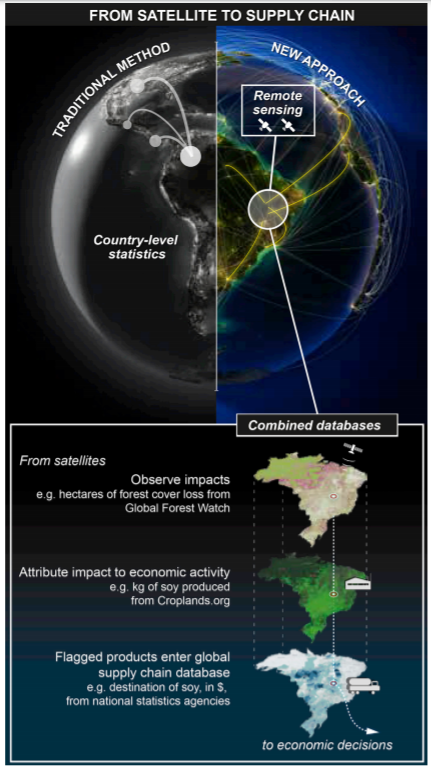 FROM SATELLITE TO SUPPLY CHAIN
TRADITIONAL METHOD
NEW APPROACH
Remote
sensing
Country-level
statistics
Combined databases
From satellites
Observe impacts
e.g. hectares of forest cover loss from
Global Forest Watch
Attribute impact to economic activity
e.g. kg of soy produced
from Croplands.org
Flagged products enter global
supply chain database
e.g. destination of soy, in $,
from national statistics agencies
to economic decisions